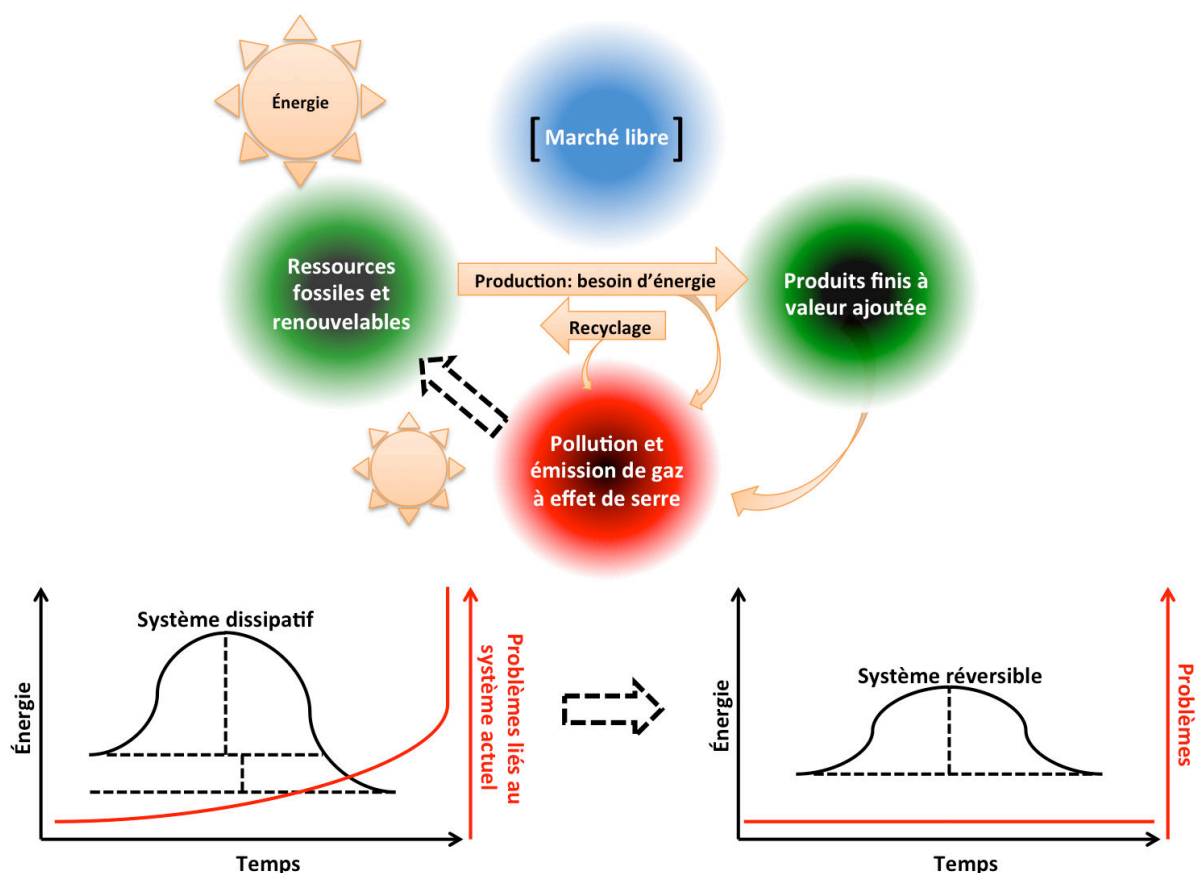 Énergie
[Marché libre]
Ressources
fossiles et
renouvelables
Production: besoin d'énergie
Produits finis à
valeur ajoutée
Recyclage
Pollution et
émission de gaz
à effet de serre
Système dissipatif
Énergie
Temps
Problèmes liés au
système actuel
Système réversible
Énergie
Temps
Problèmes